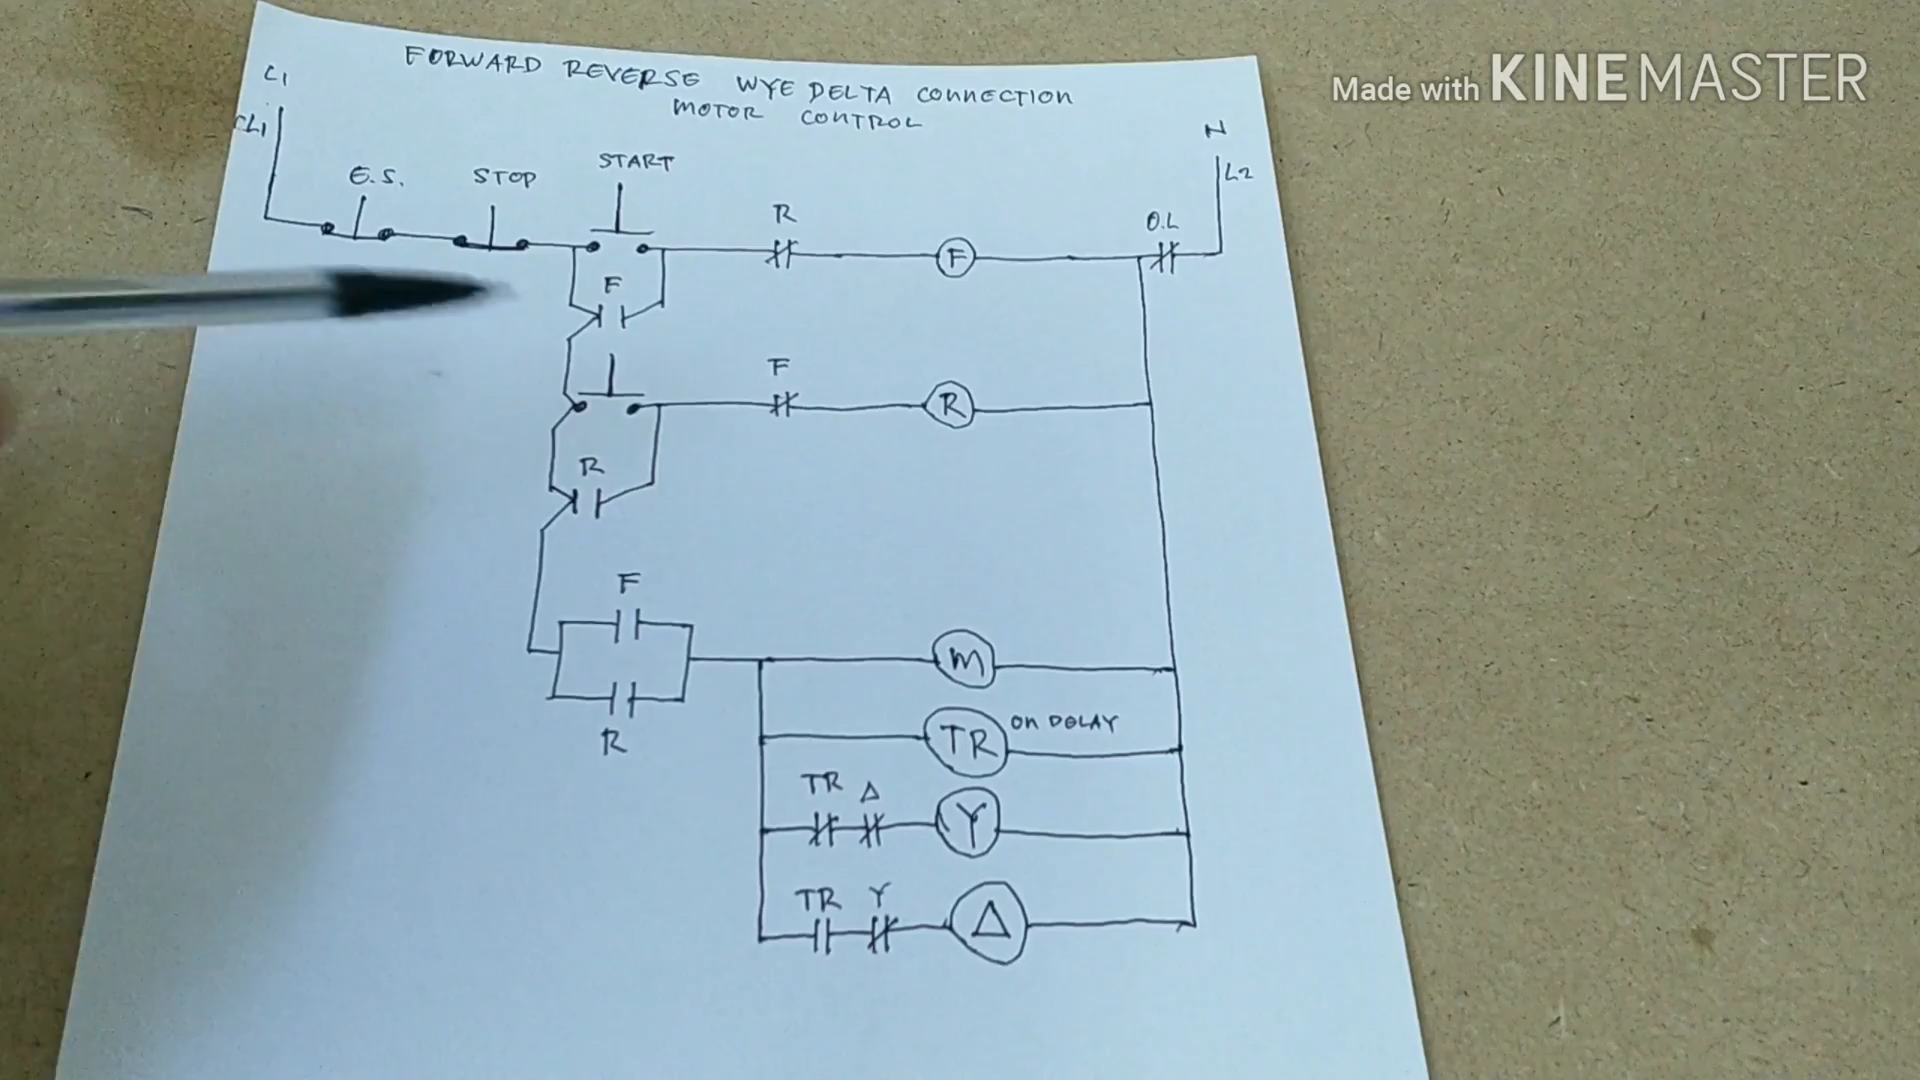 FORWARD REVERSE WYE DELTA CONNECTION
MOTOR CONTROL
Made with KINEMASTER
L1
CL1
N
L2
E.S.
STOP
START
R
F
O.L
F
F
R
R
F
R
M
TR
ON DELAY
TR Δ
Y
TR Y
Δ